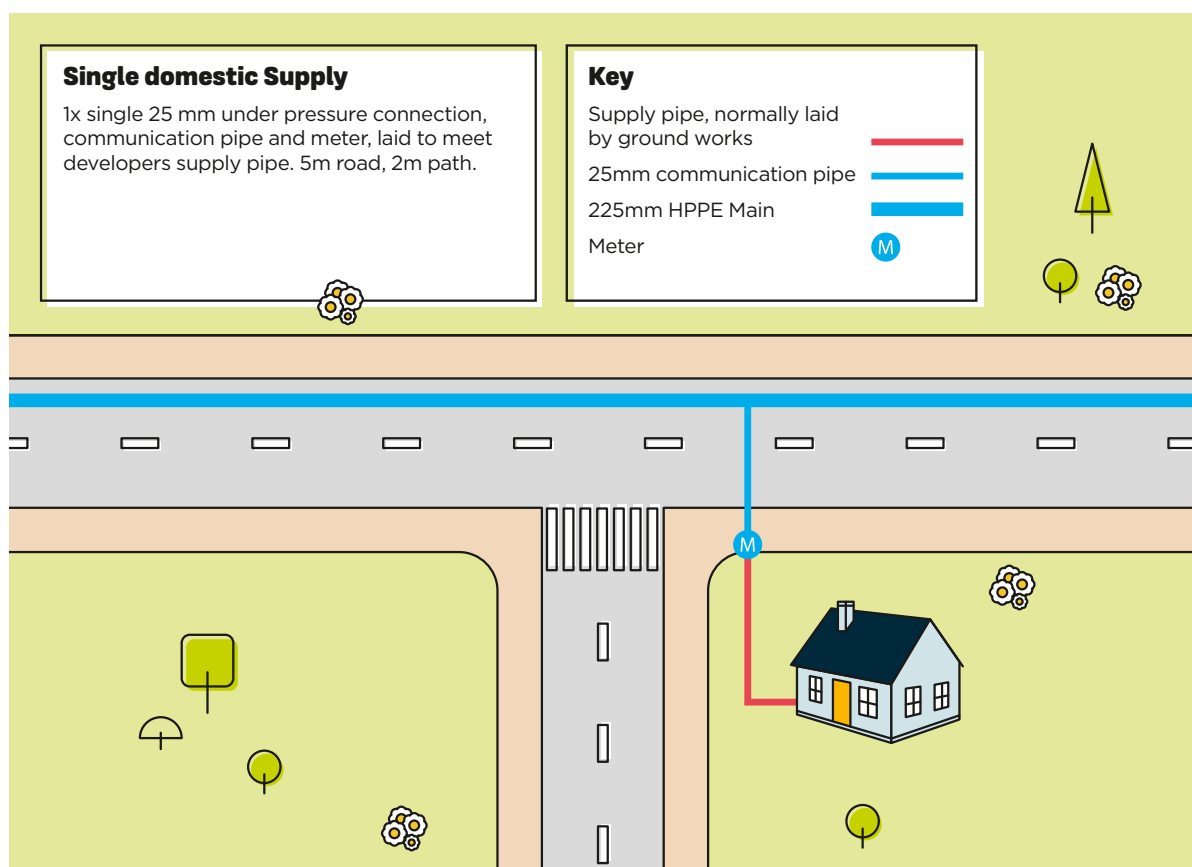 Single domestic Supply
1x single 25 mm under pressure connection,
communication pipe and meter, laid to meet
developers supply pipe. 5m road, 2m path.
Key
Supply pipe, normally laid
by ground works
25mm communication pipe
225mm HPPE Main
Meter
M
M